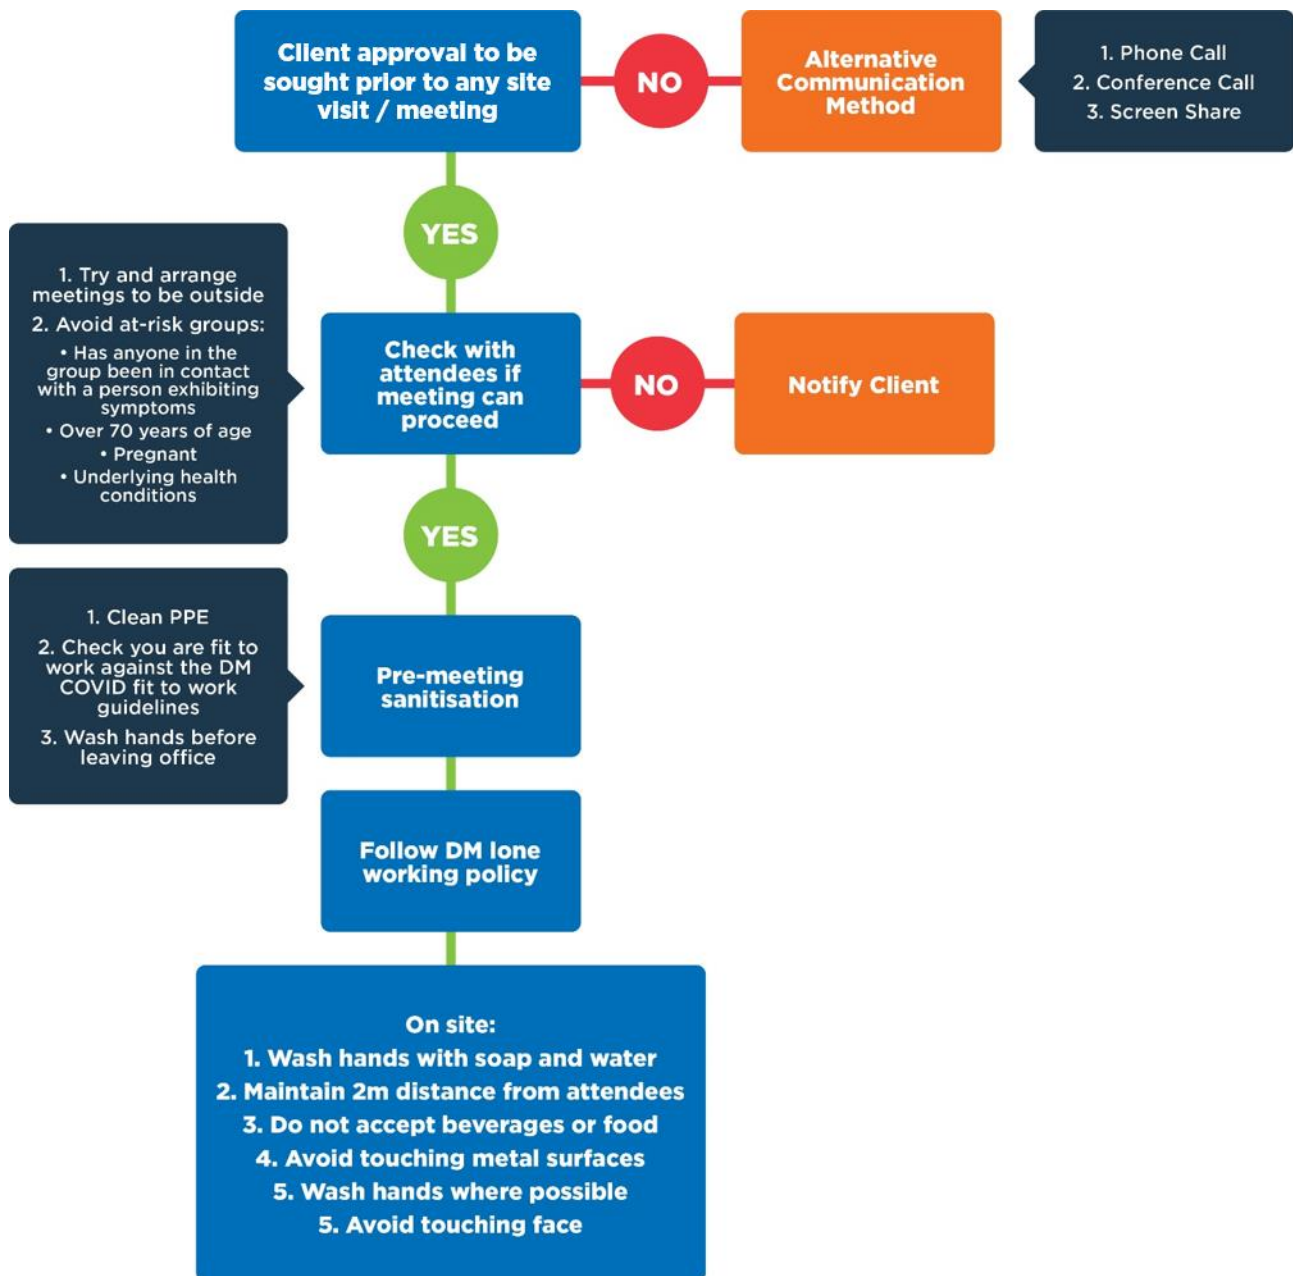 Client approval to be
sought prior to any site
visit / meeting
NO
Alternative
Communication
Method
1. Phone Call
2. Conference Call
3. Screen Share
YES
1. Try and arrange
meetings to be outside
2. Avoid at-risk groups:
• Has anyone in the
group been in contact
with a person exhibiting
symptoms
• Over 70 years of age
• Pregnant
• Underlying health
conditions
Check with
attendees if
meeting can
proceed
NO
Notify Client
YES
1. Clean PPE
2. Check you are fit to
work against the DM
COVID fit to work
guidelines
3. Wash hands before
leaving office
Pre-meeting
sanitisation
Follow DM lone
working policy
On site:
1. Wash hands with soap and water
2. Maintain 2m distance from attendees
3. Do not accept beverages or food
4. Avoid touching metal surfaces
5. Wash hands where possible
5. Avoid touching face